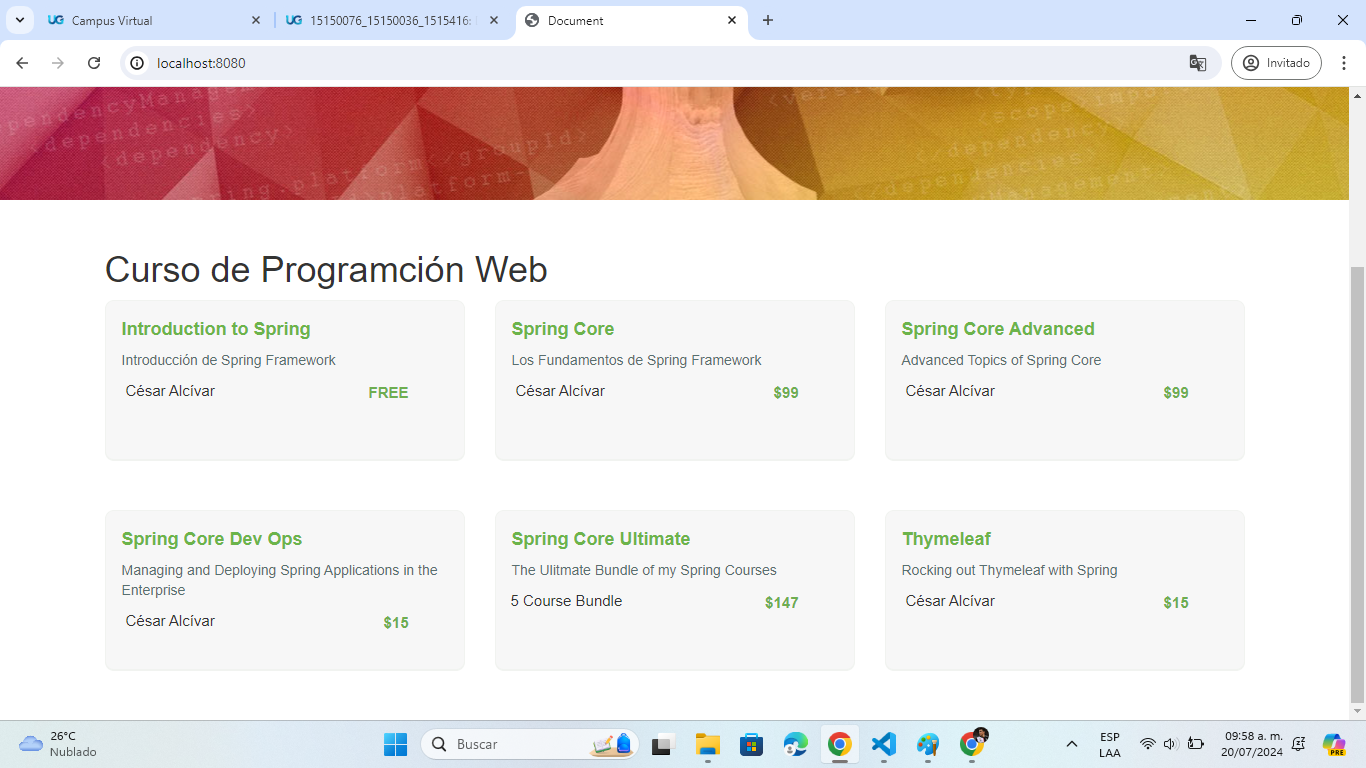 Campus Virtual
15150076_15150036_1515416:
Document
localhost:8080
Invitado
dependencyManagem
<dependencies>
<dependency>
spring.platform</groupId>
>platform-
<versi
<typ
<scope>impor
</dependency
</dependencies>
Management
Curso de Programción Web
Introduction to Spring
Introducción de Spring Framework
César Alcívar
FREE
Spring Core
Los Fundamentos de Spring Framework
César Alcívar
$99
Spring Core Advanced
Advanced Topics of Spring Core
César Alcívar
$99
Spring Core Dev Ops
Managing and Deploying Spring Applications in the
Enterprise
César Alcívar
$15
Spring Core Ultimate
The Ulitmate Bundle of my Spring Courses
5 Course Bundle
$147
Thymeleaf
Rocking out Thymeleaf with Spring
César Alcívar
$15
26°C
Nublado
Buscar
ESP
LAA
09:58 a. m.
20/07/2024
PRE